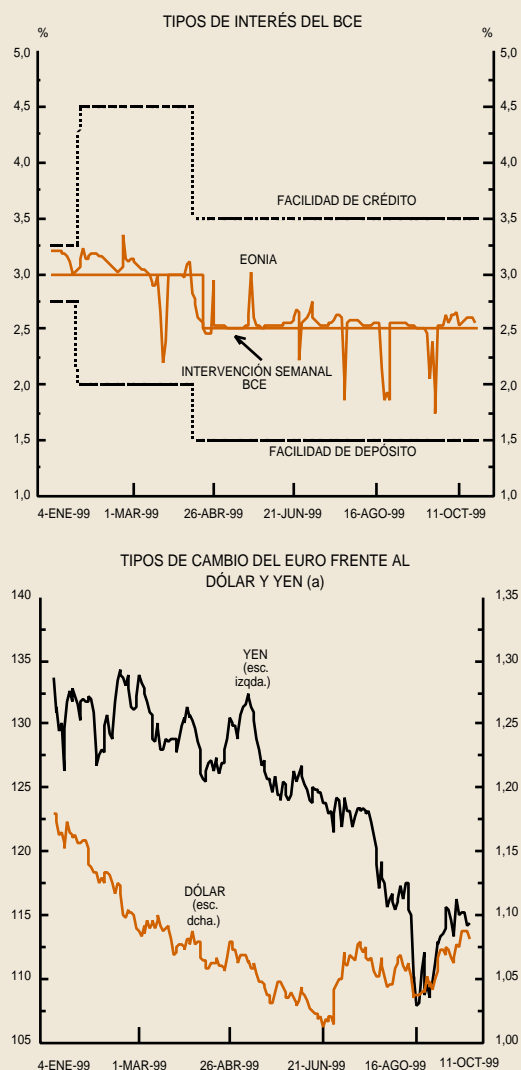 TIPOS DE INTERÉS DEL BCE
% %
5,0 5,0
4,5 4,5
4,0 4,0
FACILIDAD DE CRÉDITO
3,5 3,5
EONIA
3,0 3,0
2,5 2,5
INTERVENCIÓN SEMANAL
BCE
2,0 2,0
1,5 1,5
FACILIDAD DE DEPÓSITO
1,0 1,0
4-ENE-99 1-MAR-99 26-ABR-99 21-JUN-99 16-AGO-99 11-OCT-99
TIPOS DE CAMBIO DEL EURO FRENTE AL
DÓLAR Y YEN (a)
140 1,35
135 1,30
YEN
(esc.
izqda.)
130 1,25
125 1,20
120 1,15
DÓLAR
(esc.
dcha.)
115 1,10
110 1,05
105 1,00
4-ENE-99 1-MAR-99 26-ABR-99 21-JUN-99 16-AGO-99 11-OCT-99